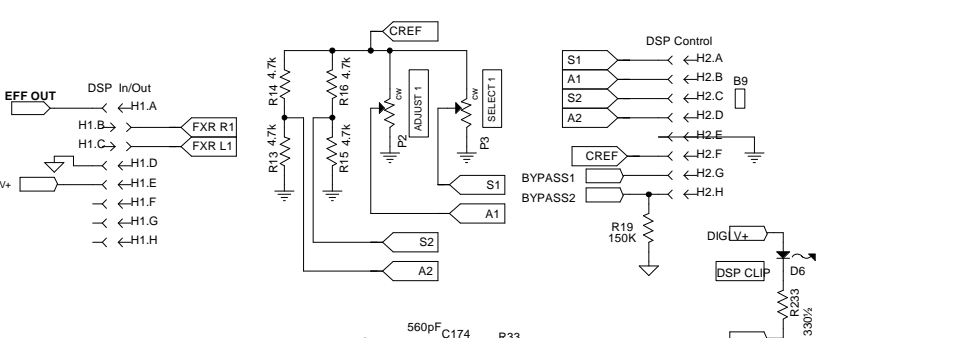 CREF
DSP In/Out
EFF OUT
H1.A
H1.B
FXR R1
H1.C
FXR L1
H1.D
V+
H1.E
H1.F
H1.G
H1.H
R14 4.7k
R16 4.7k
R13 4.7k
R15 4.7k
cw
P2
ADJUST 1
cw
P3
SELECT 1
S1
A1
S2
A2
DSP Control
S1
H2.A
A1
H2.B
B9
S2
H2.C
A2
H2.D
H2.E
CREF
H2.F
BYPASS1
H2.G
BYPASS2
H2.H
R19
150K
DIGI V+
DSP CLIP
D6
R233
330½
560pF
C174
R33